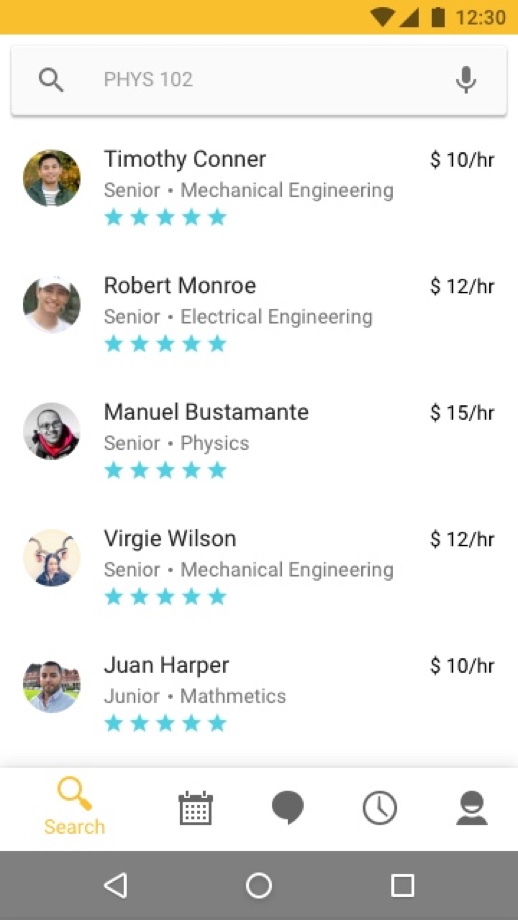 12:30
PHYS 102
Timothy Conner $ 10/hr
Senior • Mechanical Engineering
Robert Monroe $ 12/hr
Senior • Electrical Engineering
Manuel Bustamante $ 15/hr
Senior • Physics
Virgie Wilson $ 12/hr
Senior • Mechanical Engineering
Juan Harper $ 10/hr
Junior • Mathmetics
Search